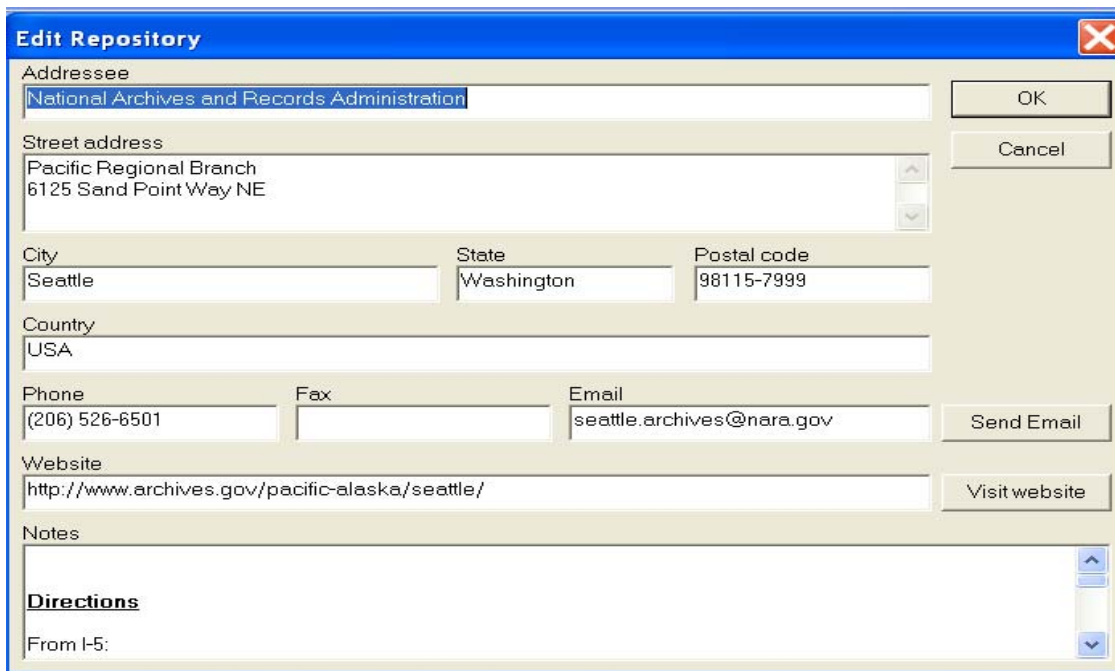 Edit Repository
Addressee
National Archives and Records Administration
OK
Street address
Cancel
Pacific Regional Branch
6125 Sand Point Way NE
City State Postal code
Seattle Washington 98115-7999
Country
USA
Phone Fax Email
(206) 526-6501 seattle.archives@nara.gov Send Email
Website
http://www.archives.gov/pacific-alaska/seattle/ Visit website
Notes
Directions
From I-5: